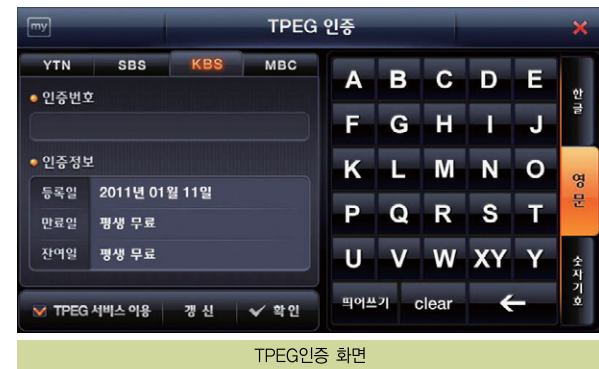 my
TPEG 인증
YTN SBS KBS MBC
인증번호
인증정보
등록일 2011년 01월 11일
만료일 평생 무료
잔여일 평생 무료
TPEG 서비스 이용 갱 신 확 인
A B C D E
F G H I J
K L M N O
P Q R S T
U V W XY Y
띄어쓰기 clear
한글
영문
숫자기호
TPEG인증 화면